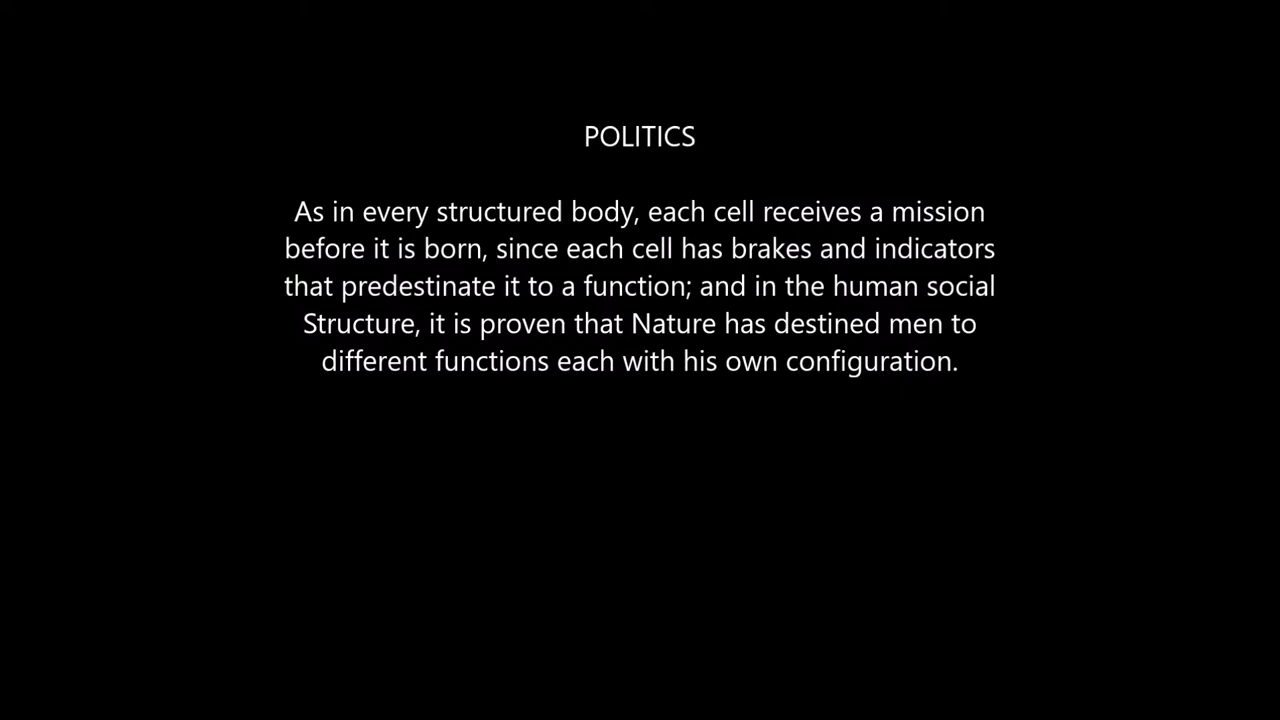 POLITICS
As in every structured body, each cell receives a mission
before it is born, since each cell has brakes and indicators
that predestinate it to a function; and in the human social
Structure, it is proven that Nature has destined men to
different functions each with his own configuration.